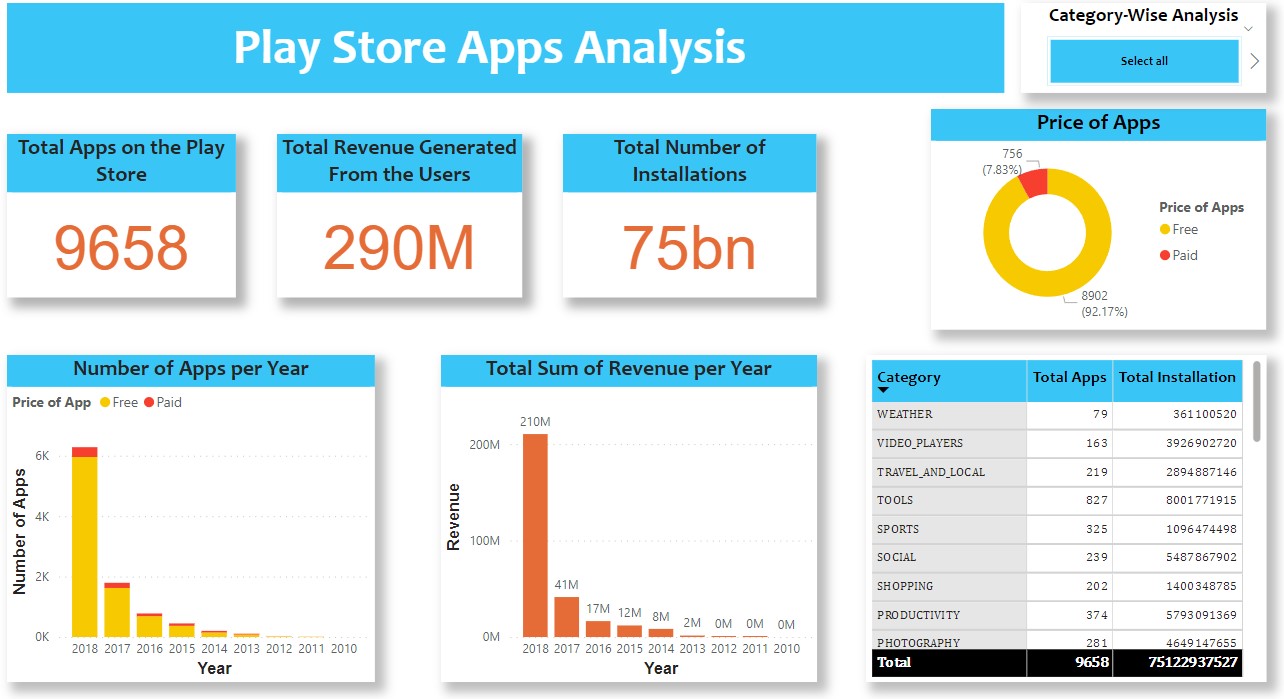 Play Store Apps Analysis
Category-Wise Analysis
Select all
Total Apps on the Play
Store
9658
Total Revenue Generated
From the Users
290M
Total Number of
Installations
75bn
Price of Apps
756
(7.83%)
8902
(92.17%)
Price of Apps
Free
Paid
Number of Apps per Year
Price of App Free Paid
Number of Apps
6K
4K
2K
0K
2018 2017 2016 2015 2014 2013 2012 2011 2010
Year
Total Sum of Revenue per Year
Revenue
200M
100M
0M
210M
41M
17M
12M
8M
2M
0M
0M
0M
2018 2017 2016 2015 2014 2013 2012 2011 2010
Year
Category Total Apps Total Installation
WEATHER 79 361100520
VIDEO_PLAYERS 163 3926902720
TRAVEL_AND_LOCAL 219 2894887146
TOOLS 827 8001771915
SPORTS 325 1096474498
SOCIAL 239 5487867902
SHOPPING 202 1400348785
PRODUCTIVITY 374 5793091369
PHOTOGRAPHY 281 4649147655
Total 9658 75122937527